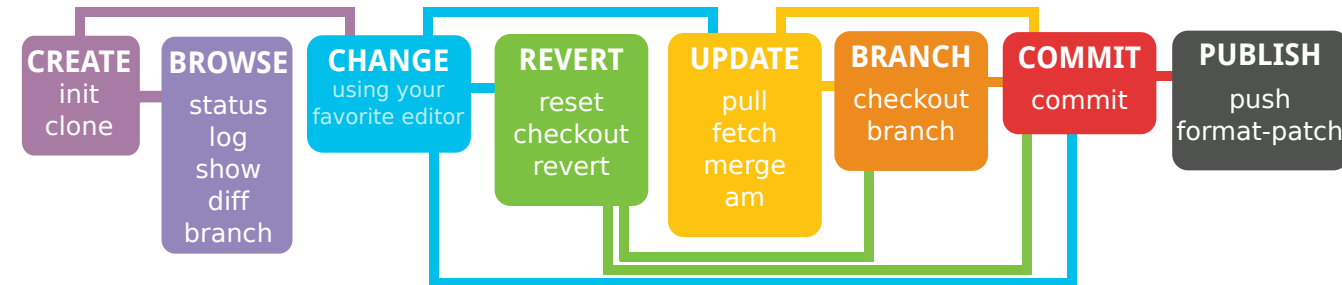 CREATE
init
clone
BROWSE
status
log
show
diff
branch
CHANGE
using your
favorite editor
REVERT
reset
checkout
revert
UPDATE
pull
fetch
merge
am
BRANCH
checkout
branch
COMMIT
commit
PUBLISH
push
format-patch